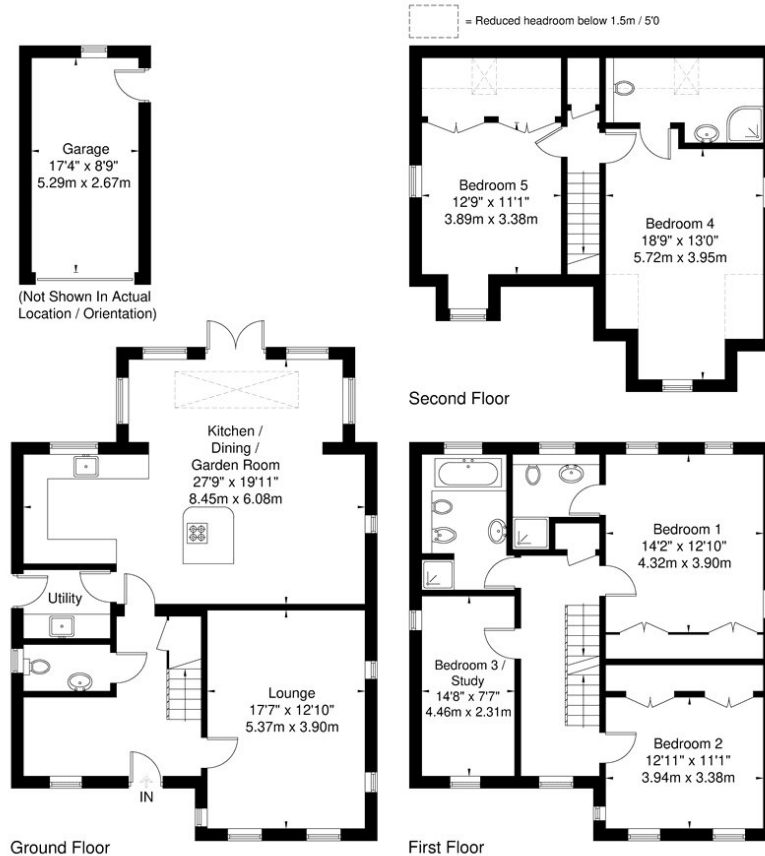 = Reduced headroom below 1.5m / 5'0
Garage
17'4" x 8'9"
5.29m x 2.67m
(Not Shown In Actual
Location / Orientation)
Bedroom 5
12'9" x 11'1"
3.89m x 3.38m
Bedroom 4
18'9" x 13'0"
5.72m x 3.95m
Second Floor
Kitchen /
Dining /
Garden Room
27'9" x 19'11"
8.45m x 6.08m
Utility
Lounge
17'7" x 12'10"
5.37m x 3.90m
IN
Ground Floor
Bedroom 1
14'2" x 12'10"
4.32m x 3.90m
Bedroom 3 /
Study
14'8" x 7'7"
4.46m x 2.31m
Bedroom 2
12'11" x 11'1"
3.94m x 3.38m
First Floor